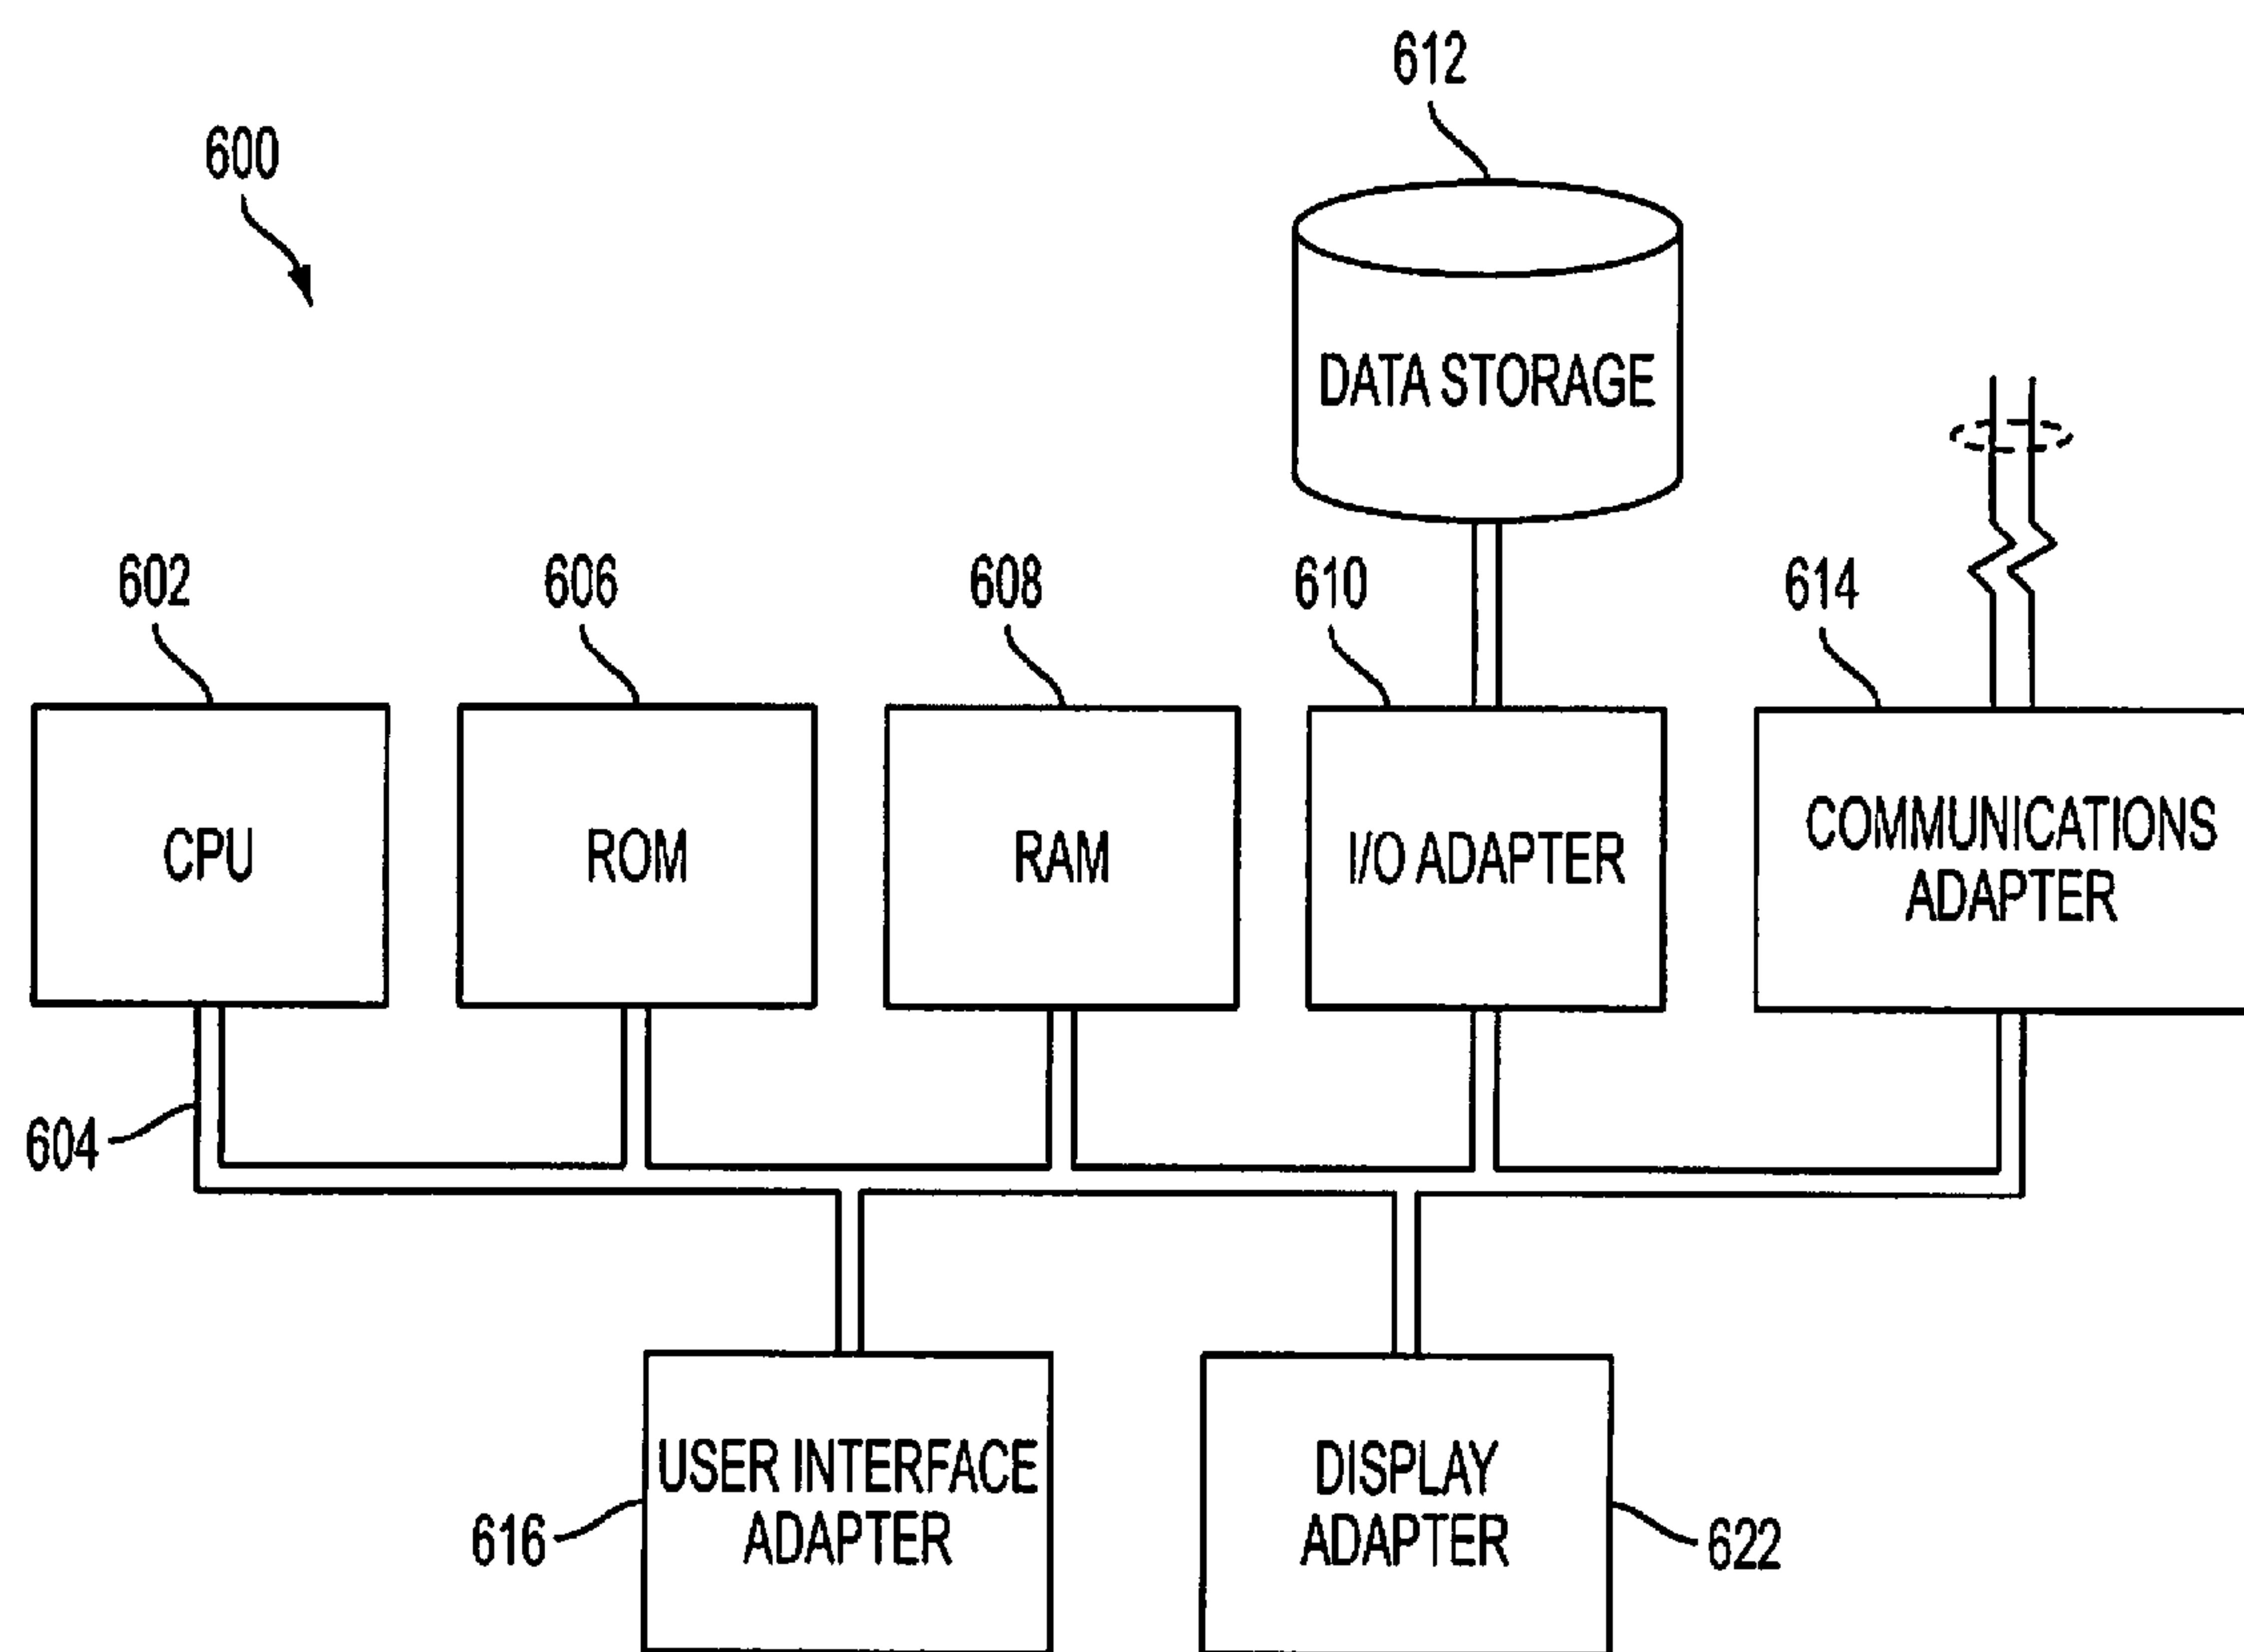 612
600
DATA STORAGE
602
606
608
610
614
CPU
ROM
RAM
I/O ADAPTER
COMMUNICATIONS
ADAPTER
604
USER INTERFACE
ADAPTER
616
DISPLAY
ADAPTER
622